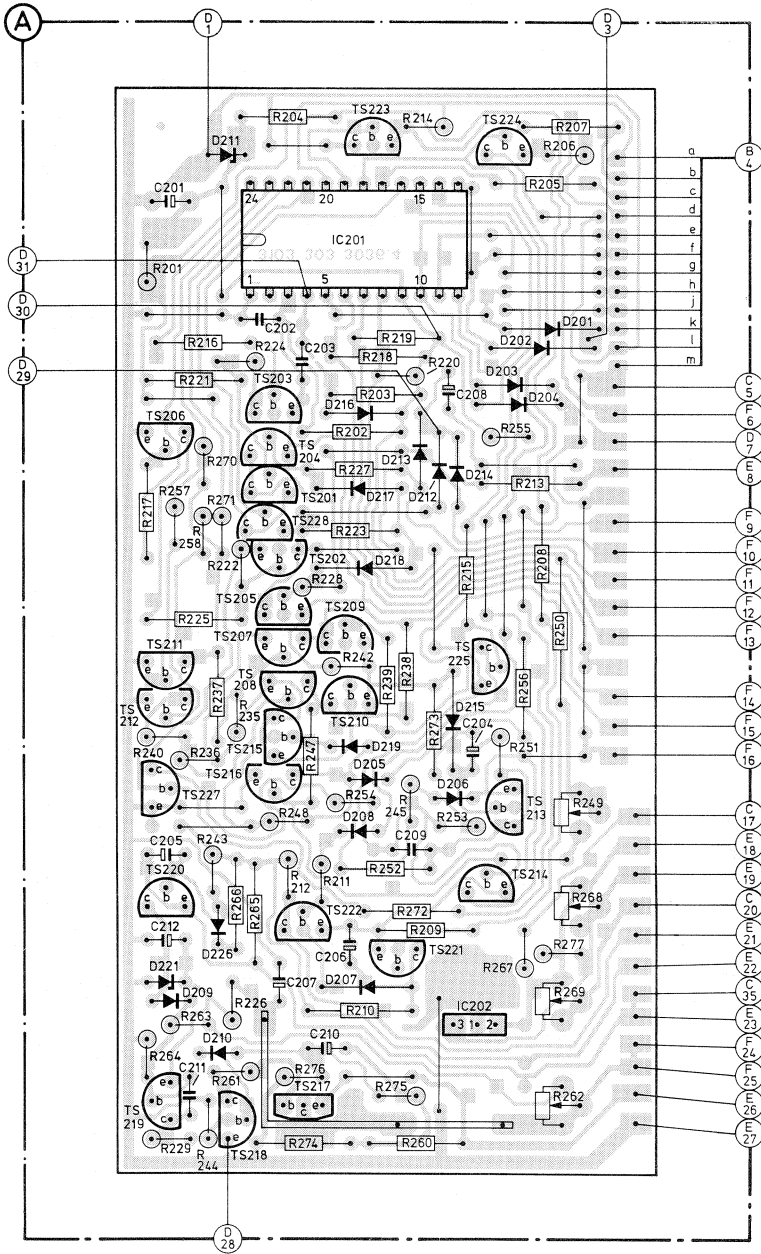 A
D 1
D 3
R204
TS223
c b e
R214
TS224
c b e
R207
R206
D211
a
B 4
b
C201
R205
c
24
20
15
d
e
IC201
3103 303 3036.4
f
D 31
R201
g
1
5
10
h
D 30
j
C202
D201
k
R216
R219
D202
l
R224
C203
R218
D 29
R220
m
R221
TS203
D203
C 5
R203
C208
c b e
D216
D204
F 6
TS206
e b c
R202
TS 204
c b e
R255
D 7
R270
D213
R227
D214
E 8
R257
R271
TS201
c b e
D217
D212
R213
R217
TS228
c b e
F 9
R 258
R223
R222
TS202
e b c
D218
R215
R208
F 10
R228
TS205
c b e
F 11
R225
TS209
c b e
R250
F 12
TS207
e b c
F 13
TS211
e b c
R242
R239
R238
TS 225
c b e
R256
R237
TS 208
e b c
TS 212
c b e
R 235
TS210
c b e
D215
F 14
TS215
c b e
R247
R273
C204
F 15
R240
R236
D219
R251
F 16
TS216
e b c
D205
TS227
c b e
R254
R 245
D206
TS 213
e b c
R249
C 17
R248
D208
R253
R243
C209
E 18
C205
TS220
e b c
R 212
R211
R252
TS214
c b e
E 19
R266
R265
R268
C 20
TS222
c b e
R272
C212
R209
E 21
D226
C206
TS221
e b c
R277
R267
E 22
D221
C207
D207
C 35
D209
R226
R269
R210
IC202
3 1 2
E 23
R263
C210
F 24
R264
D210
R276
F 25
C211
R261
TS217
b c e
R275
R262
E 26
TS 219
e b c
c b e
E 27
R229
R 244
TS218
R274
R260
D 28